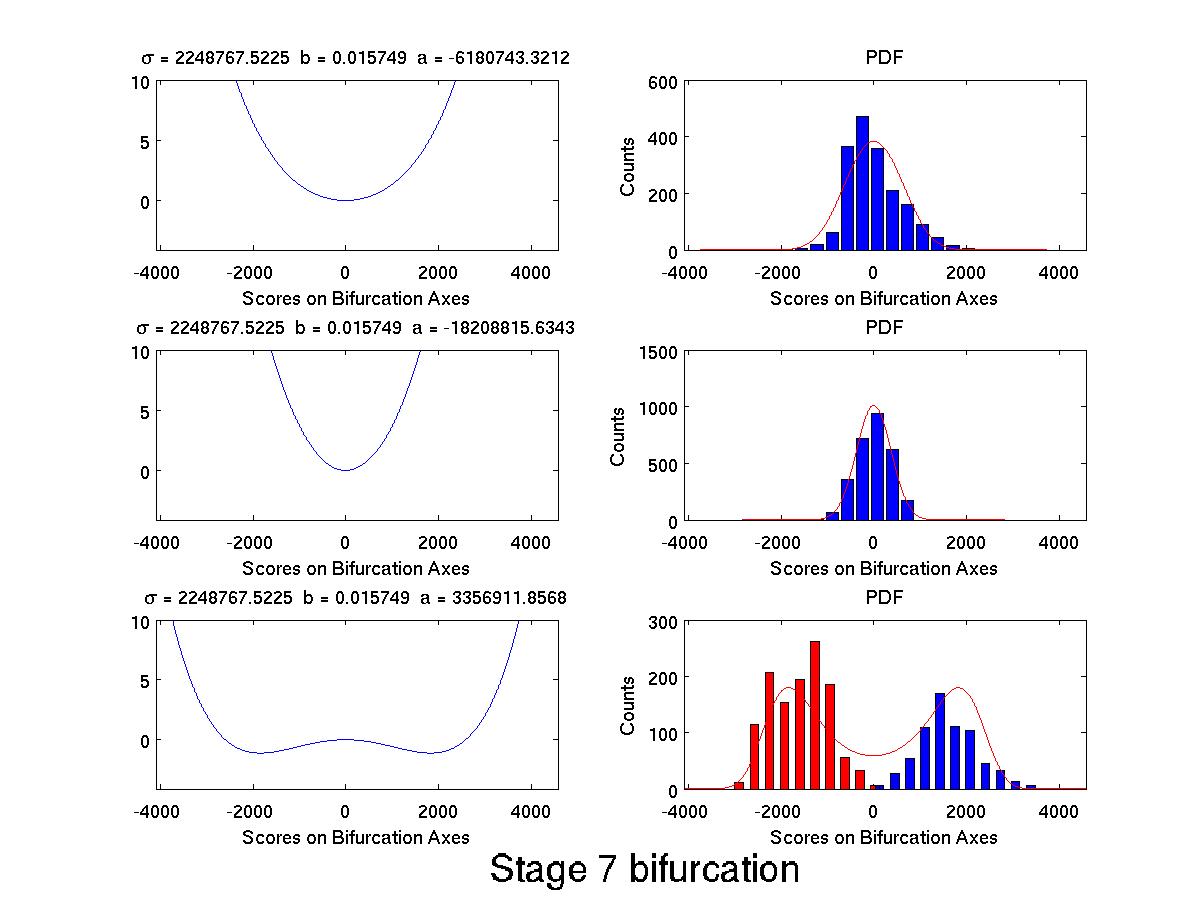 σ = 2248767.5225 b = 0.015749 a = -6180743.3212
PDF
10
5
0
-4000 -2000 0 2000 4000
Scores on Bifurcation Axes
600
400
200
0
Counts
-4000 -2000 0 2000 4000
Scores on Bifurcation Axes
σ = 2248767.5225 b = 0.015749 a = -18208815.6343
PDF
10
5
0
-4000 -2000 0 2000 4000
Scores on Bifurcation Axes
1500
1000
500
0
Counts
-4000 -2000 0 2000 4000
Scores on Bifurcation Axes
σ = 2248767.5225 b = 0.015749 a = 3356911.8568
PDF
10
5
0
-4000 -2000 0 2000 4000
Scores on Bifurcation Axes
300
200
100
0
Counts
-4000 -2000 0 2000 4000
Scores on Bifurcation Axes
Stage 7 bifurcation